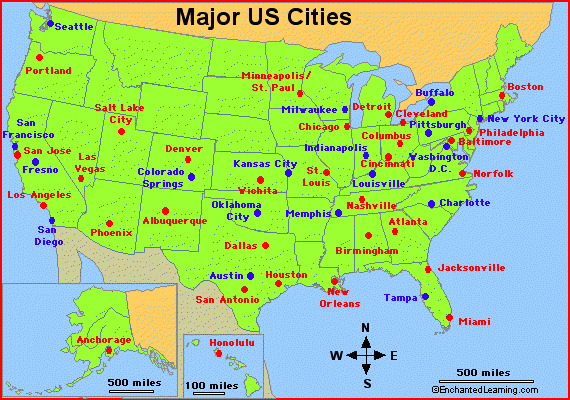 Major US Cities
Seattle
Portland
Minneapolis/
St. Paul
Buffalo
Boston
Milwaukee
Detroit
Cleveland
New York City
Salt Lake
City
Chicago
Pittsburgh
Philadelphia
San
Francisco
Columbus
Baltimore
Indianapolis
San Jose
Denver
Cincinnati
Washington
D.C.
Fresno
Las
Vegas
Colorado
Springs
Kansas City
St.
Louis
Louisville
Norfolk
Wichita
Los Angeles
Nashville
Oklahoma
City
Memphis
Charlotte
Albuquerque
Phoenix
San
Diego
Atlanta
Dallas
Birmingham
Jacksonville
Austin
Houston
San Antonio
New
Orleans
Tampa
Miami
Anchorage
500 miles
Honolulu
100 miles
N
W E
S
500 miles
©EnchantedLearning.com